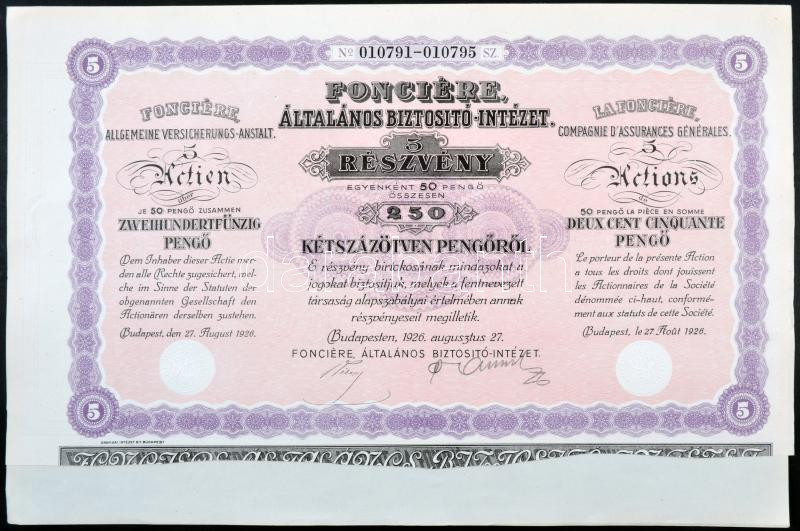 Nº 010791-010795 SZ.
5
5
FONCIÈRE,
ÁLTALÁNOS BIZTOSITÓ-INTÉZET.
5
RÉSZVÉNY
EGYENKÉNT 50 PENGŐ
ÖSSZESEN
250
KÉTSZÁZÖTVEN PENGŐRŐL.
E részvény birtokosának mindazokat a
jogokat biztosítjuk, melyek a fentnevezett
társaság alapszabályai értelmében annak
részvényeseit megilletik.
Budapesten, 1926. augusztus 27.
FONCIÈRE, ÁLTALÁNOS BIZTOSITÓ-INTÉZET.
FONCIÈRE,
ALLGEMEINE VERSICHERUNGS-ANSTALT.
5
Action
über
JE 50 PENGŐ ZUSAMMEN
ZWEIHUNDERTFÜNZIG
PENGŐ
Dem Inhaber dieser Actie wer-
den alle Rechte zugesichert, wel-
che im Sinne der Statuten der
obgenannten Gesellschaft den
Actionären derselben zustehen.
Budapest, den 27. August 1926.
LA FONCIÈRE,
COMPAGNIE D'ASSURANCES GÉNÉRALES.
5
Actions
de
50 PENGŐ LA PIÈCE EN SOMME
DEUX CENT CINQUANTE
PENGŐ
Le porteur de la présente Action
a tous les droits dont jouissent
les Actionnaires de la Société
dénommée ci-haut, conformé-
ment aux statuts de cette Société.
Budapest, le 27 Août 1926.
5
5